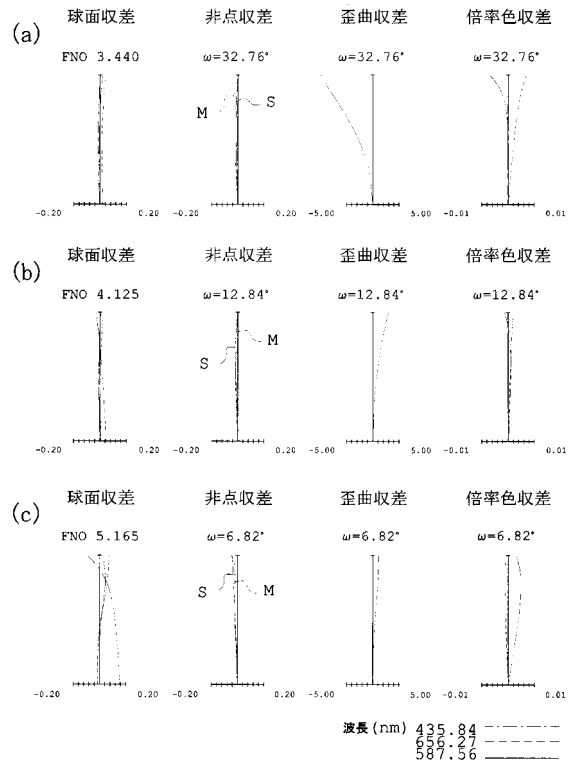 (a)
球面収差 非点収差 歪曲収差 倍率色収差
FNO 3.440 ω=32.76° ω=32.76° ω=32.76°
M S
-0.20 0.20 -0.20 0.20 -5.00 5.00 -0.01 0.01
(b)
球面収差 非点収差 歪曲収差 倍率色収差
FNO 4.125 ω=12.84° ω=12.84° ω=12.84°
S M
-0.20 0.20 -0.20 0.20 -5.00 5.00 -0.01 0.01
(c)
球面収差 非点収差 歪曲収差 倍率色収差
FNO 5.165 ω=6.82° ω=6.82° ω=6.82°
S M
-0.20 0.20 -0.20 0.20 -5.00 5.00 -0.01 0.01
波長(nm) 435.84
656.27
587.56